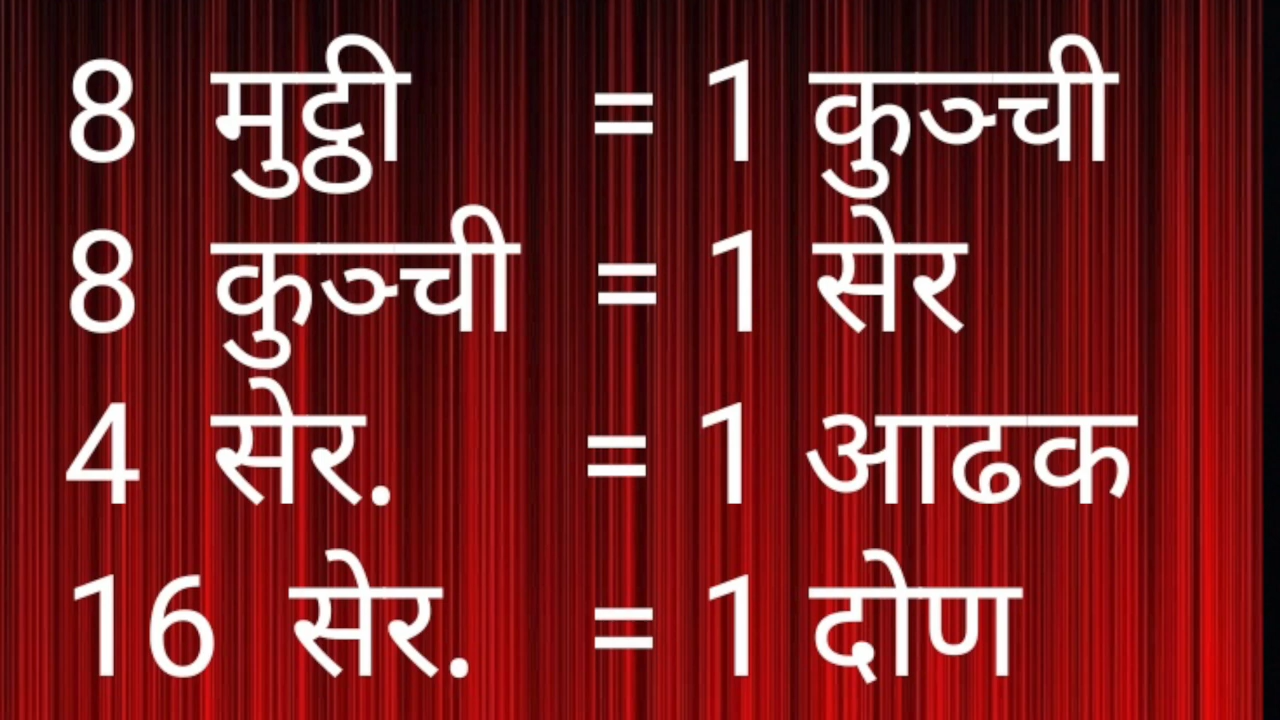 8 मुट्ठी = 1 कुञ्ची
8 कुञ्ची = 1 सेर
4 सेर. = 1 आढक
16 सेर. = 1 दोण